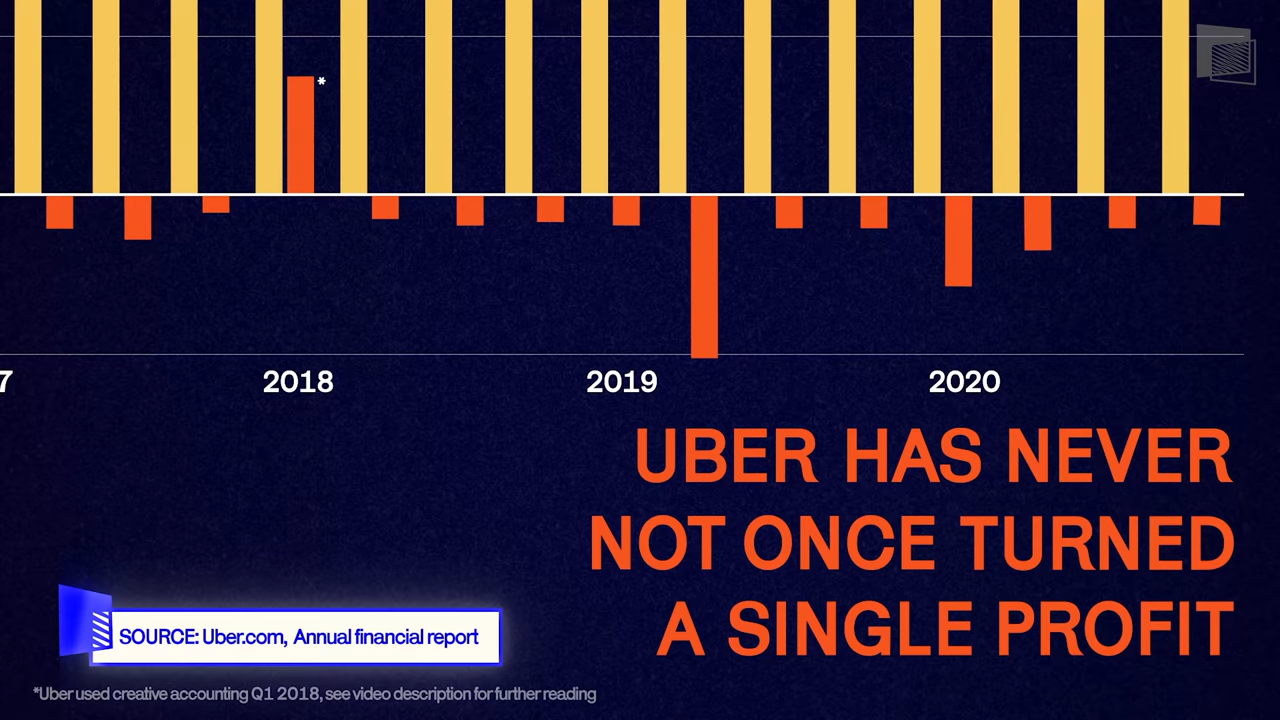 *
7 2018 2019 2020
UBER HAS NEVER
NOT ONCE TURNED
A SINGLE PROFIT
SOURCE: Uber.com, Annual financial report
*Uber used creative accounting Q1 2018, see video description for further reading